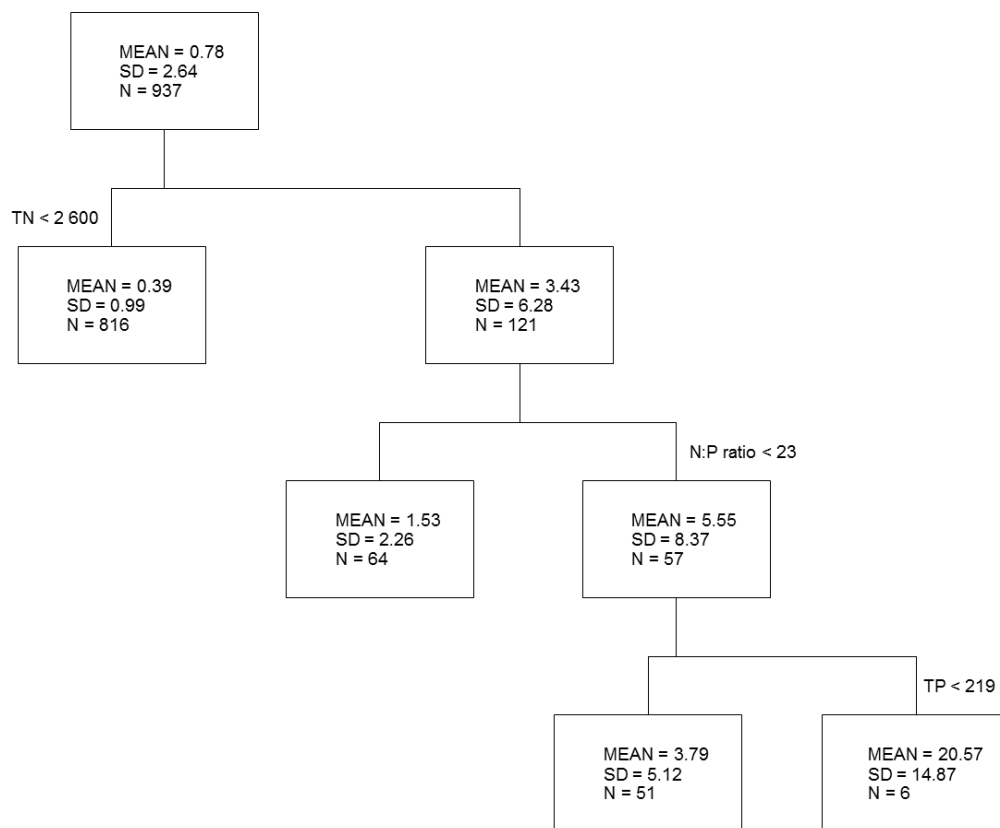 MEAN = 0.78
SD = 2.64
N = 937
TN < 2 600
MEAN = 0.39
SD = 0.99
N = 816
MEAN = 3.43
SD = 6.28
N = 121
N:P ratio < 23
MEAN = 1.53
SD = 2.26
N = 64
MEAN = 5.55
SD = 8.37
N = 57
TP < 219
MEAN = 3.79
SD = 5.12
N = 51
MEAN = 20.57
SD = 14.87
N = 6